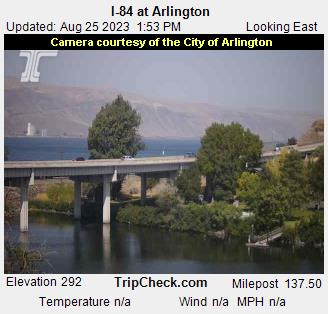 I-84 at Arlington
Updated: Aug 25 2023 1:53 PM Looking East
Camera courtesy of the City of Arlington
Elevation 292 TripCheck.com Milepost 137.50
Temperature n/a Wind n/a MPH n/a